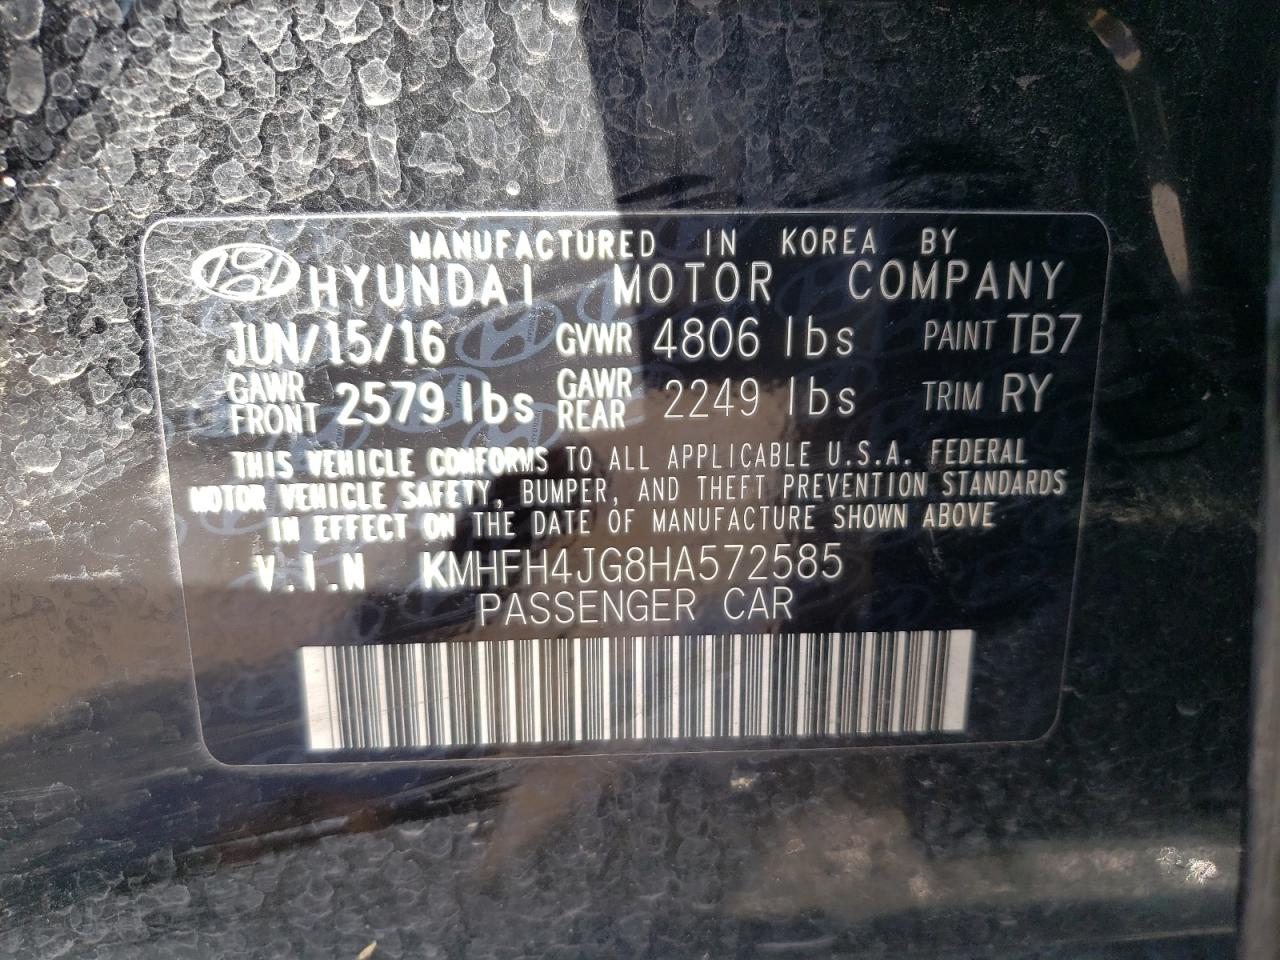 MANUFACTURED IN KOREA BY
HYUNDAI MOTOR COMPANY
JUN/15/16 GVWR 4806 lbs PAINT TB7
GAWR FRONT 2579 lbs GAWR REAR 2249 lbs TRIM RY
THIS VEHICLE CONFORMS TO ALL APPLICABLE U.S.A. FEDERAL
MOTOR VEHICLE SAFETY, BUMPER, AND THEFT PREVENTION STANDARDS
IN EFFECT ON THE DATE OF MANUFACTURE SHOWN ABOVE
V.I.N KMHFH4JG8HA572585
PASSENGER CAR